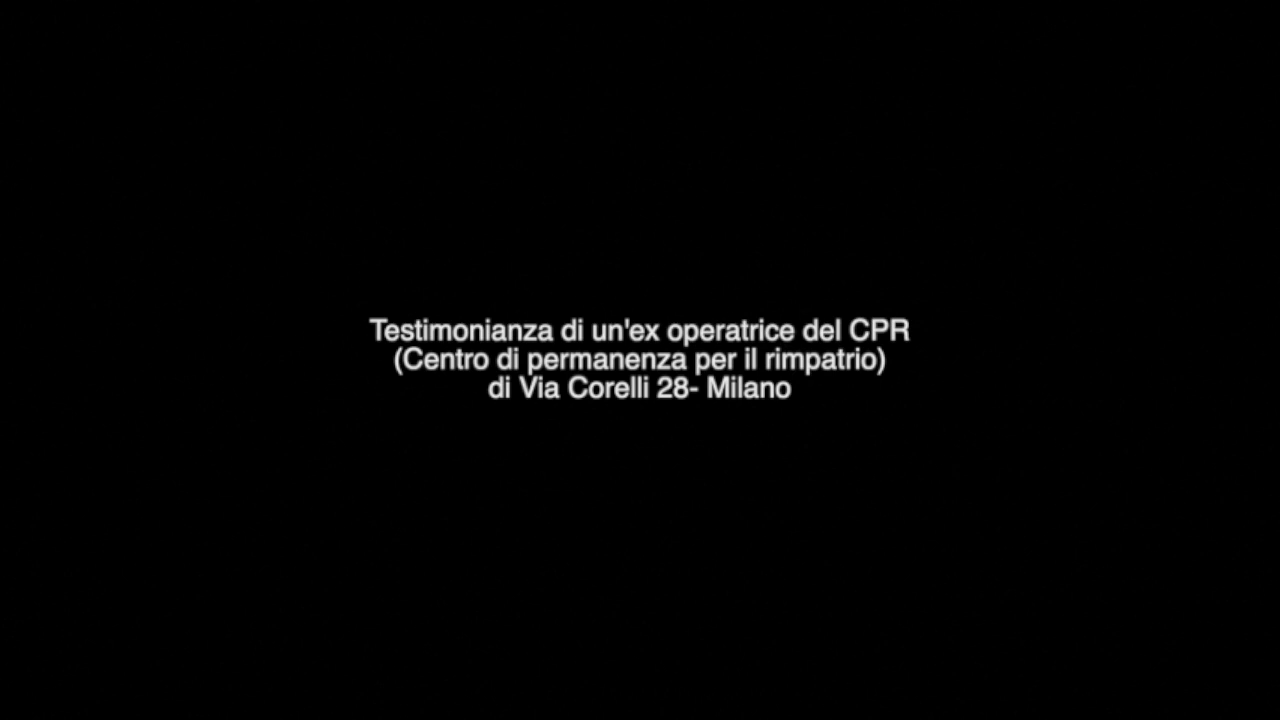 Testimonianza di un'ex operatrice del CPR
(Centro di permanenza per il rimpatrio)
di Via Corelli 28- Milano